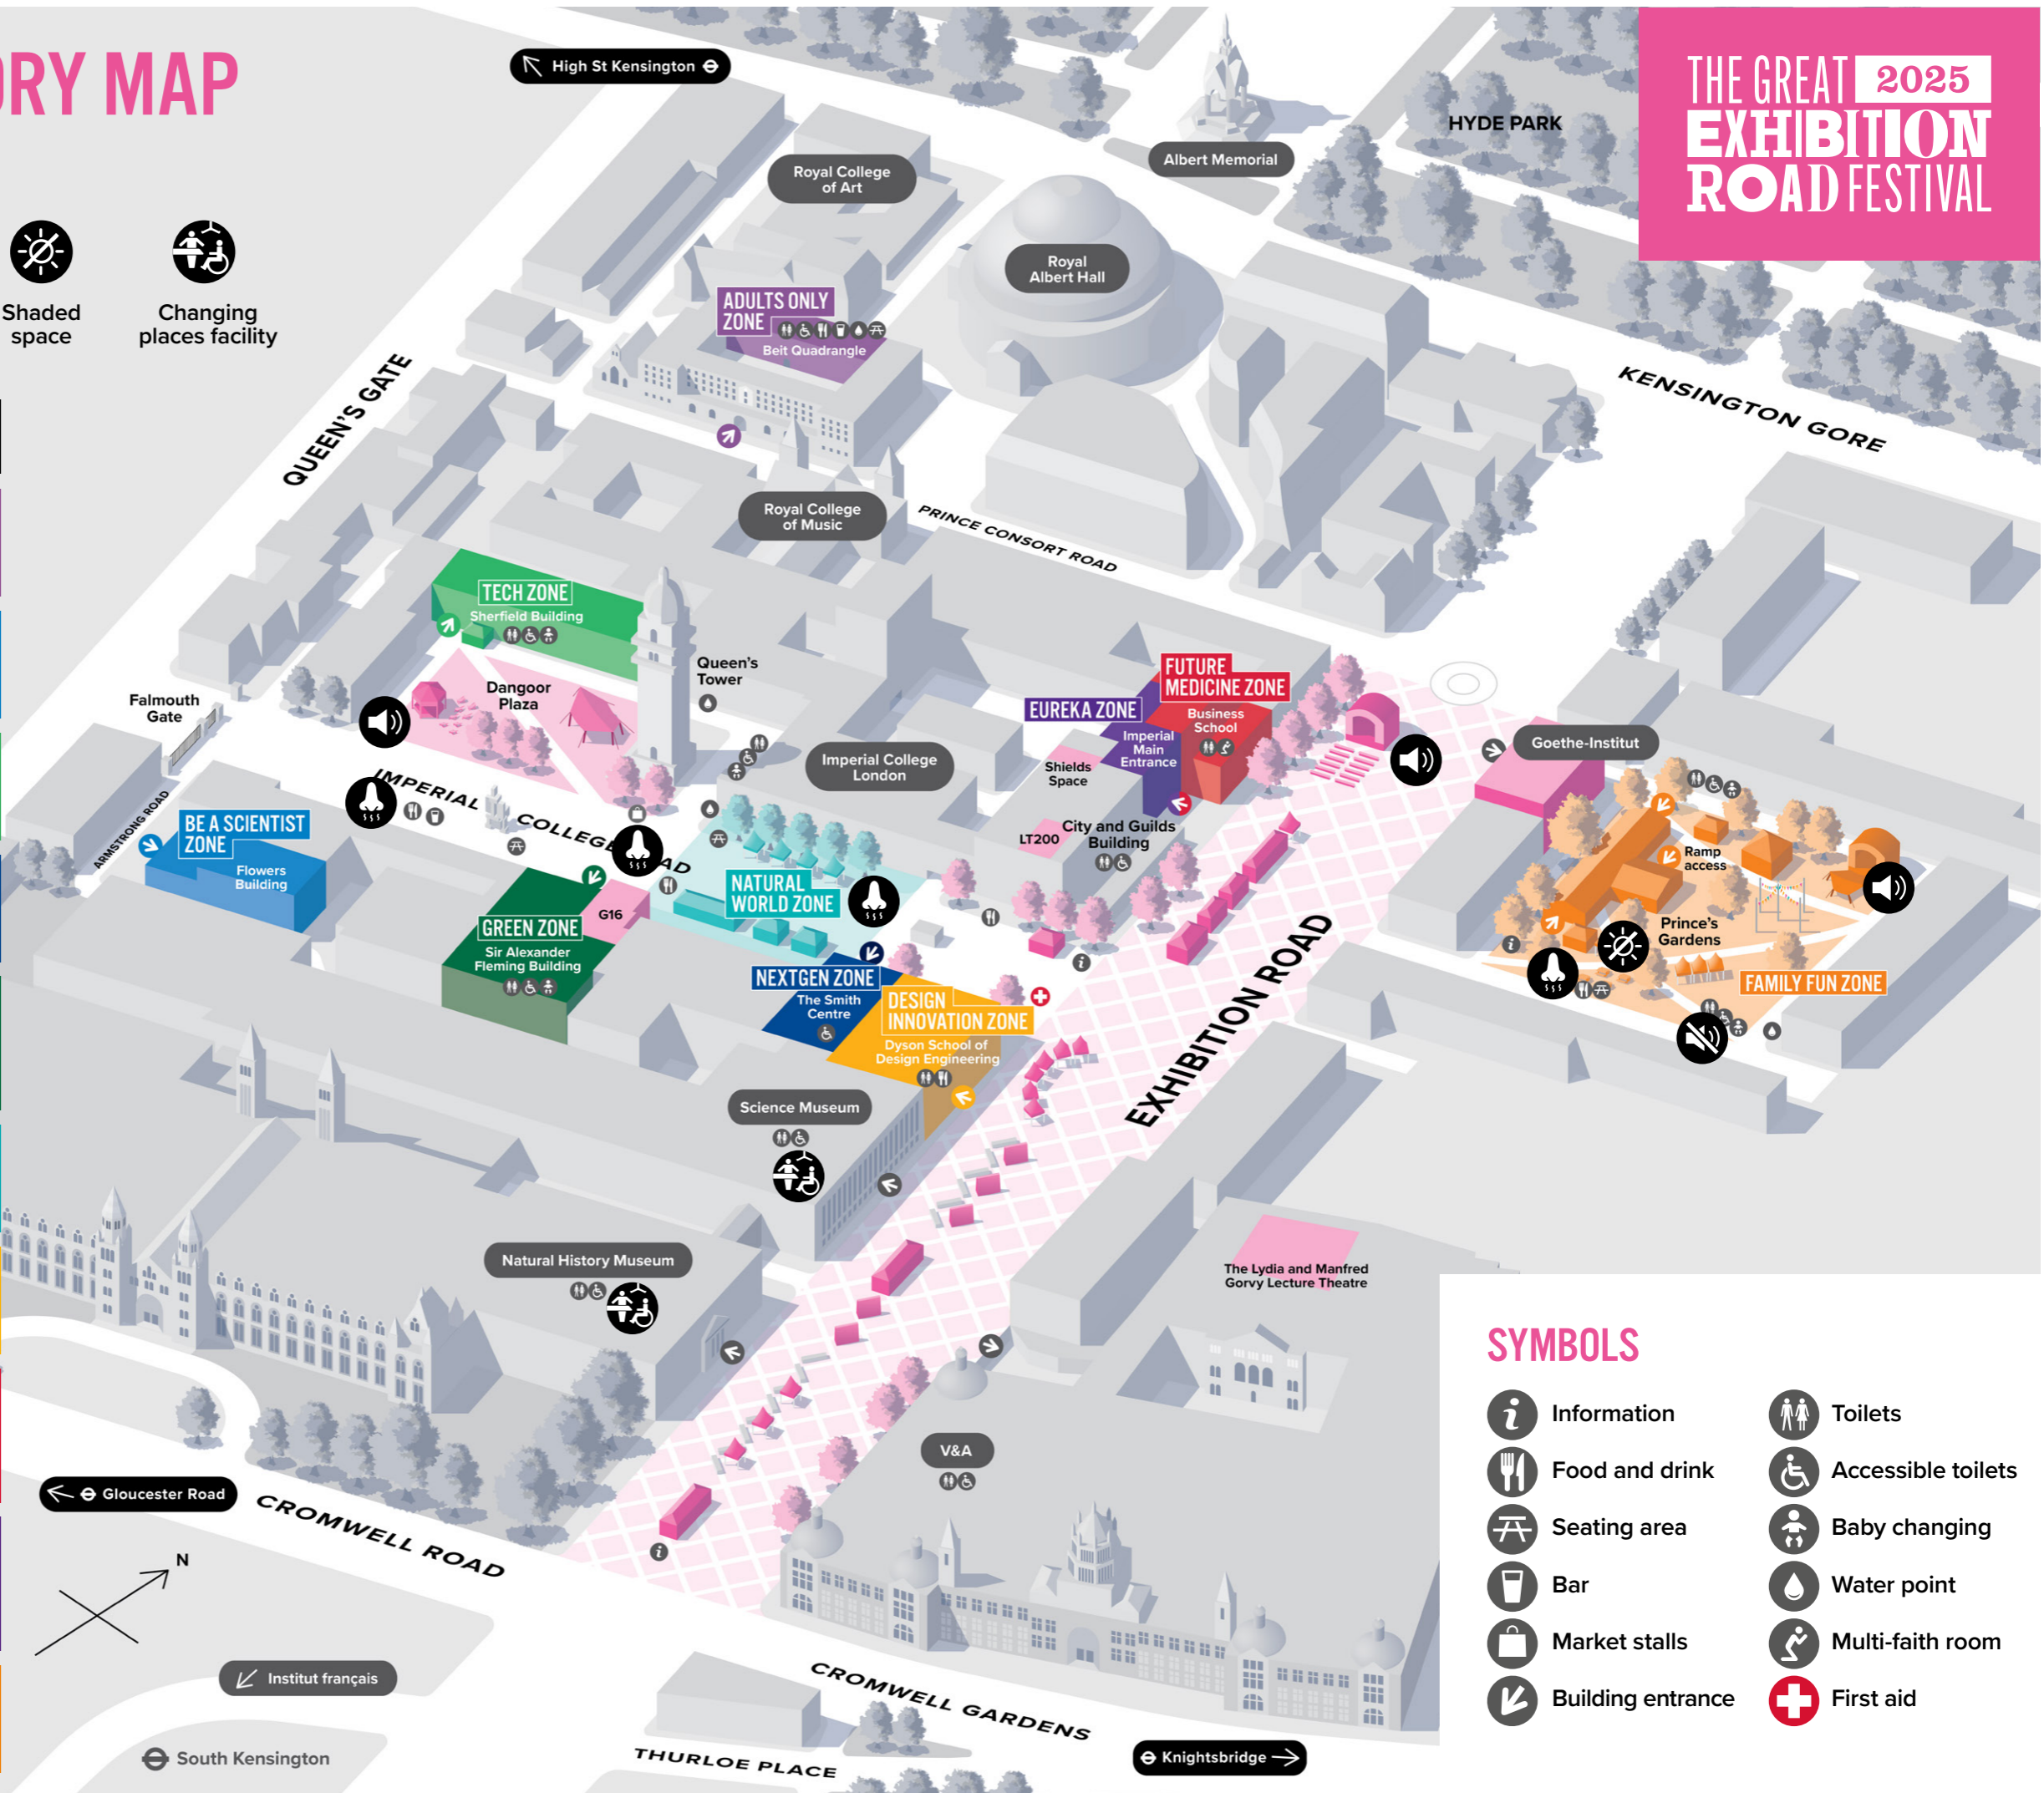 ORY MAP
Shaded
space
Changing
places facility
High St Kensington
THE GREAT 2025
EXHIBITION
ROAD FESTIVAL
HYDE PARK
Albert Memorial
Royal College
of Art
Royal
Albert Hall
ADULTS ONLY
ZONE
Beit Quadrangle
QUEEN'S GATE
KENSINGTON GORE
Royal College
of Music
PRINCE CONSORT ROAD
TECH ZONE
Sherfield Building
Queen's
Tower
Dangoor
Plaza
Falmouth
Gate
FUTURE
MEDICINE ZONE
Business
School
EUREKA ZONE
Imperial
Main
Entrance
Shields
Space
Goethe-Institut
Imperial College
London
IMPERIAL COLLEGE ROAD
ARMSTRONG ROAD
BE A SCIENTIST
ZONE
Flowers
Building
LT200
City and Guilds
Building
Ramp
access
Prince's
Gardens
FAMILY FUN ZONE
NATURAL
WORLD ZONE
G16
GREEN ZONE
Sir Alexander
Fleming Building
NEXTGEN ZONE
The Smith
Centre
DESIGN
INNOVATION ZONE
Dyson School of
Design Engineering
EXHIBITION ROAD
Science Museum
Natural History Museum
The Lydia and Manfred
Gorvy Lecture Theatre
V&A
Gloucester Road
CROMWELL ROAD
N
Institut français
South Kensington
CROMWELL GARDENS
THURLOE PLACE
Knightsbridge
SYMBOLS
Information
Food and drink
Seating area
Bar
Market stalls
Building entrance
Toilets
Accessible toilets
Baby changing
Water point
Multi-faith room
First aid